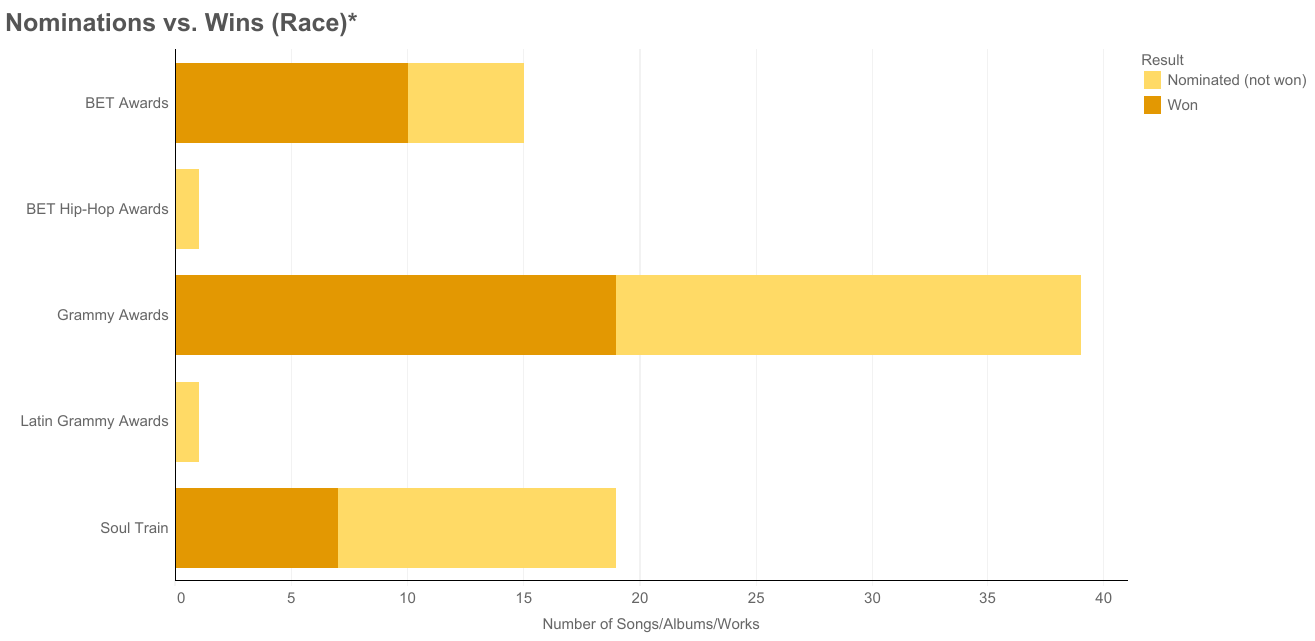 Nominations vs. Wins (Race)*
Result
Nominated (not won)
Won
BET Awards
BET Hip-Hop Awards
Grammy Awards
Latin Grammy Awards
Soul Train
0 5 10 15 20 25 30 35 40
Number of Songs/Albums/Works